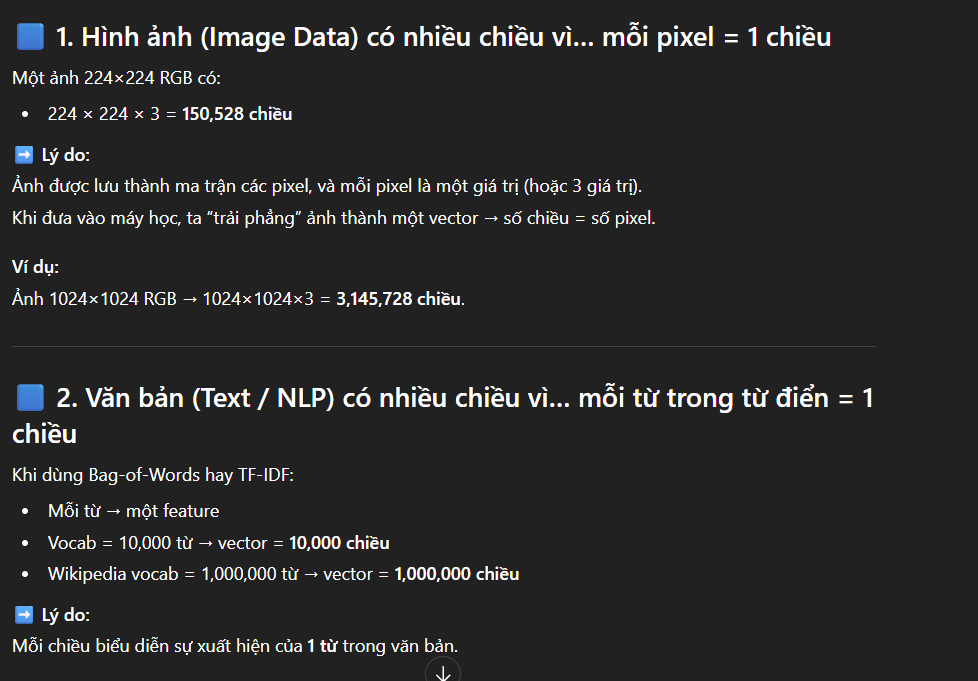 1. Hình ảnh (Image Data) có nhiều chiều vì... mỗi pixel = 1 chiều
Một ảnh 224×224 RGB có:
• 224 × 224 × 3 = 150,528 chiều
Lý do:
Ảnh được lưu thành ma trận các pixel, và mỗi pixel là một giá trị (hoặc 3 giá trị).
Khi đưa vào máy học, ta “trải phẳng” ảnh thành một vector → số chiều = số pixel.
Ví dụ:
Ảnh 1024×1024 RGB → 1024×1024×3 = 3,145,728 chiều.
2. Văn bản (Text / NLP) có nhiều chiều vì... mỗi từ trong từ điển = 1
chiều
Khi dùng Bag-of-Words hay TF-IDF:
• Mỗi từ → một feature
• Vocab = 10,000 từ → vector = 10,000 chiều
• Wikipedia vocab = 1,000,000 từ → vector = 1,000,000 chiều
Lý do:
Mỗi chiều biểu diễn sự xuất hiện của 1 từ trong văn bản.